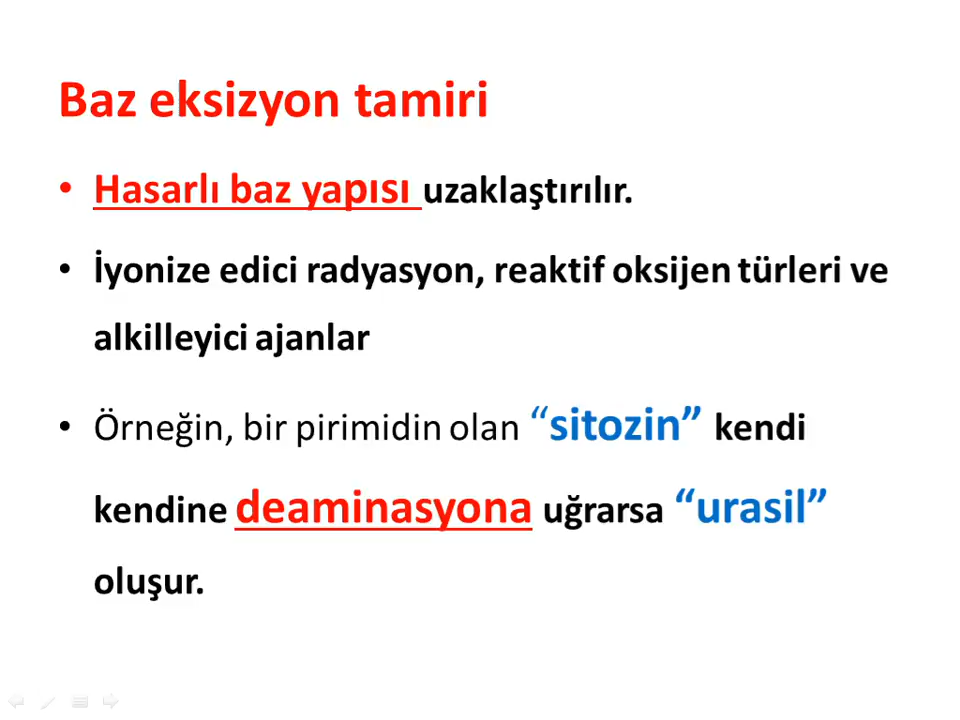 Baz eksizyon tamiri
• Hasarlı baz yapısı uzaklaştırılır.
• İyonize edici radyasyon, reaktif oksijen türleri ve
alkilleyici ajanlar
• Örneğin, bir pirimidin olan “sitozin” kendi
kendine deaminasyona uğrarsa “urasil”
oluşur.